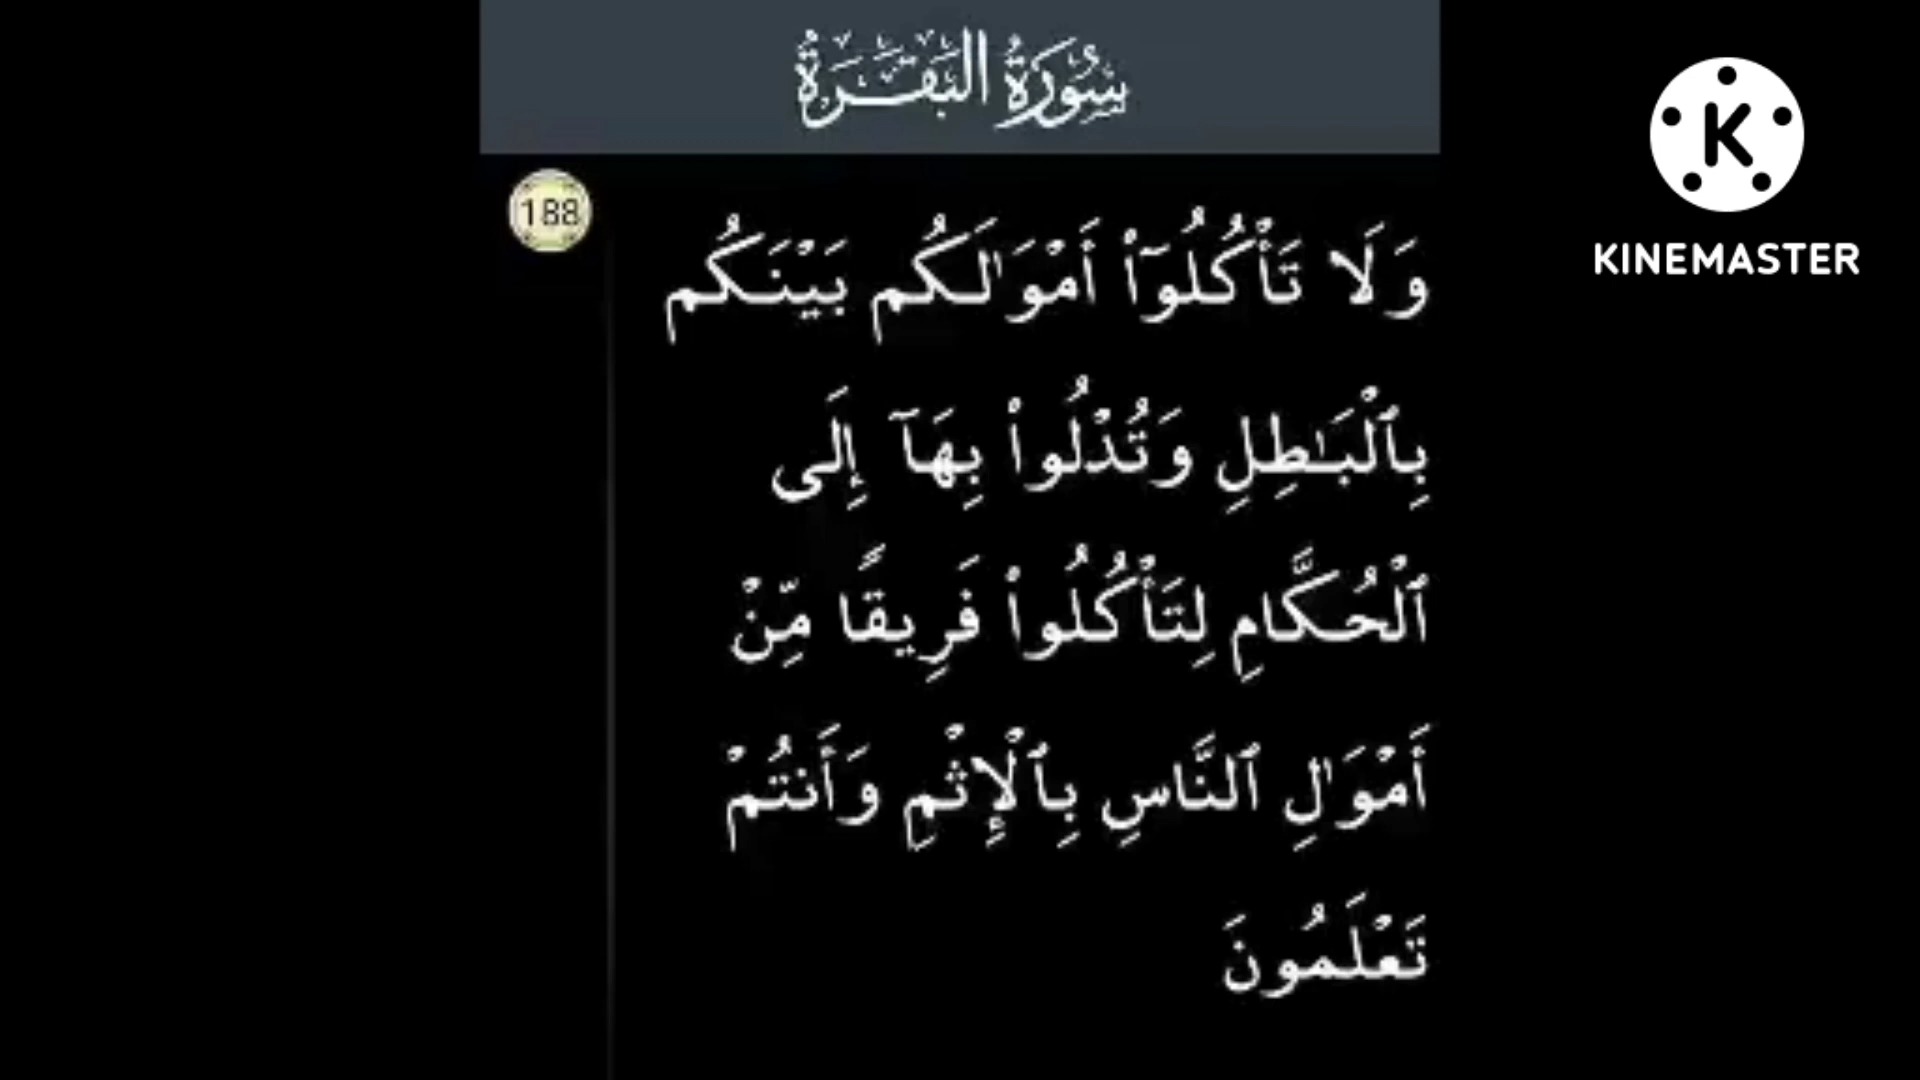 سُورَةُ البَقَرَةِ
188
وَلَا تَأْكُلُوٓا۟ أَمْوَٰلَكُم بَيْنَكُم
بِٱلْبَـٰطِلِ وَتُدْلُوا۟ بِهَآ إِلَى
ٱلْحُكَّامِ لِتَأْكُلُوا۟ فَرِيقًا مِّنْ
أَمْوَٰلِ ٱلنَّاسِ بِٱلْإِثْمِ وَأَنتُمْ
تَعْلَمُونَ
K
KINEMASTER